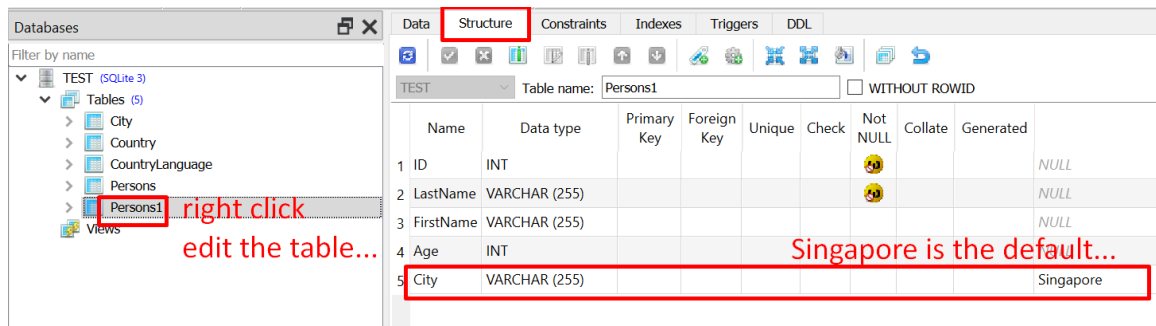 Databases
Filter by name
TEST (SQLite 3)
Tables (5)
City
Country
CountryLanguage
Persons
Persons1
Views
right click
edit the table...
Data Structure Constraints Indexes Triggers DDL
TEST Table name: Persons1 WITHOUT ROWID
Name Data type Primary Key Foreign Key Unique Check Not NULL Collate Generated
1 ID INT NULL
2 LastName VARCHAR (255) NULL
3 FirstName VARCHAR (255) NULL
4 Age INT
Singapore is the default...
5 City VARCHAR (255) Singapore